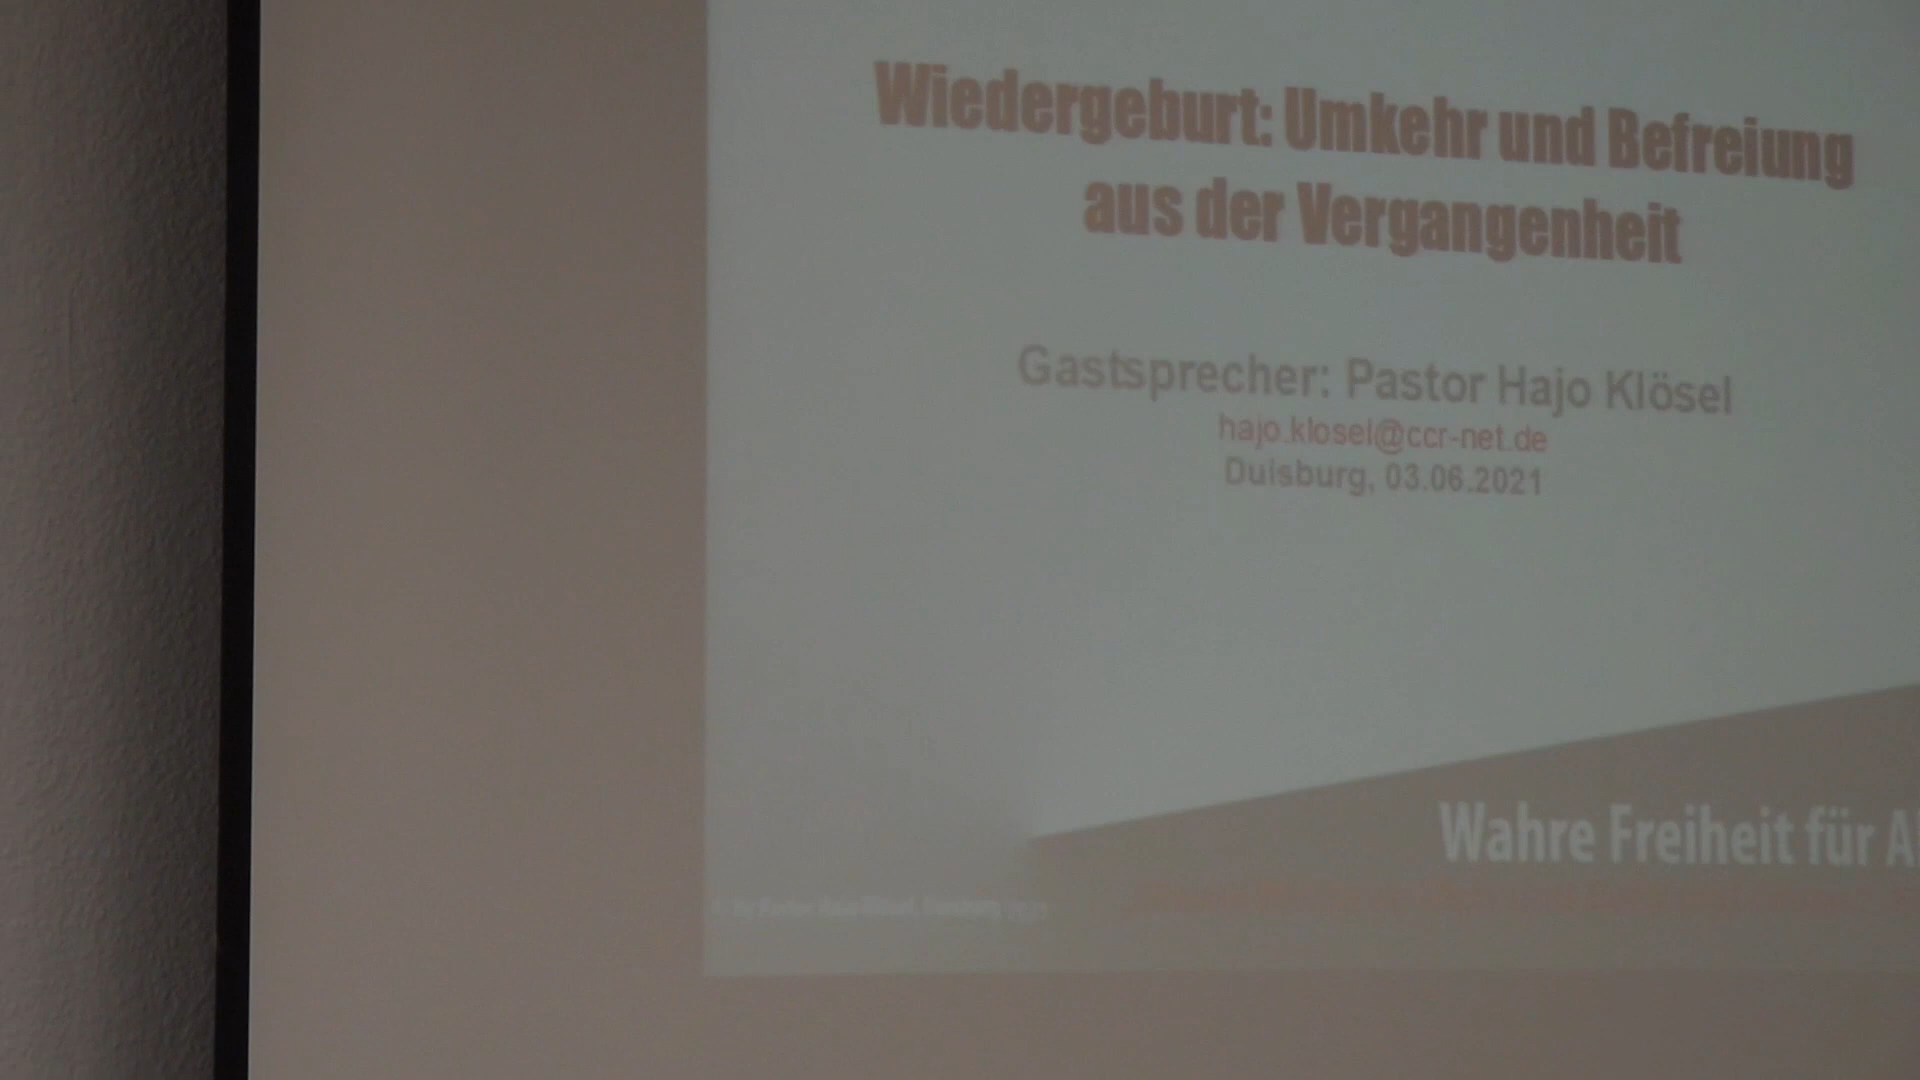 Wiedergeburt: Umkehr und Befreiung
aus der Vergangenheit
Gastsprecher: Pastor Hajo Klösel
hajo.klosel@ccr-net.de
Duisburg, 03.06.2021
Wahre Freiheit für